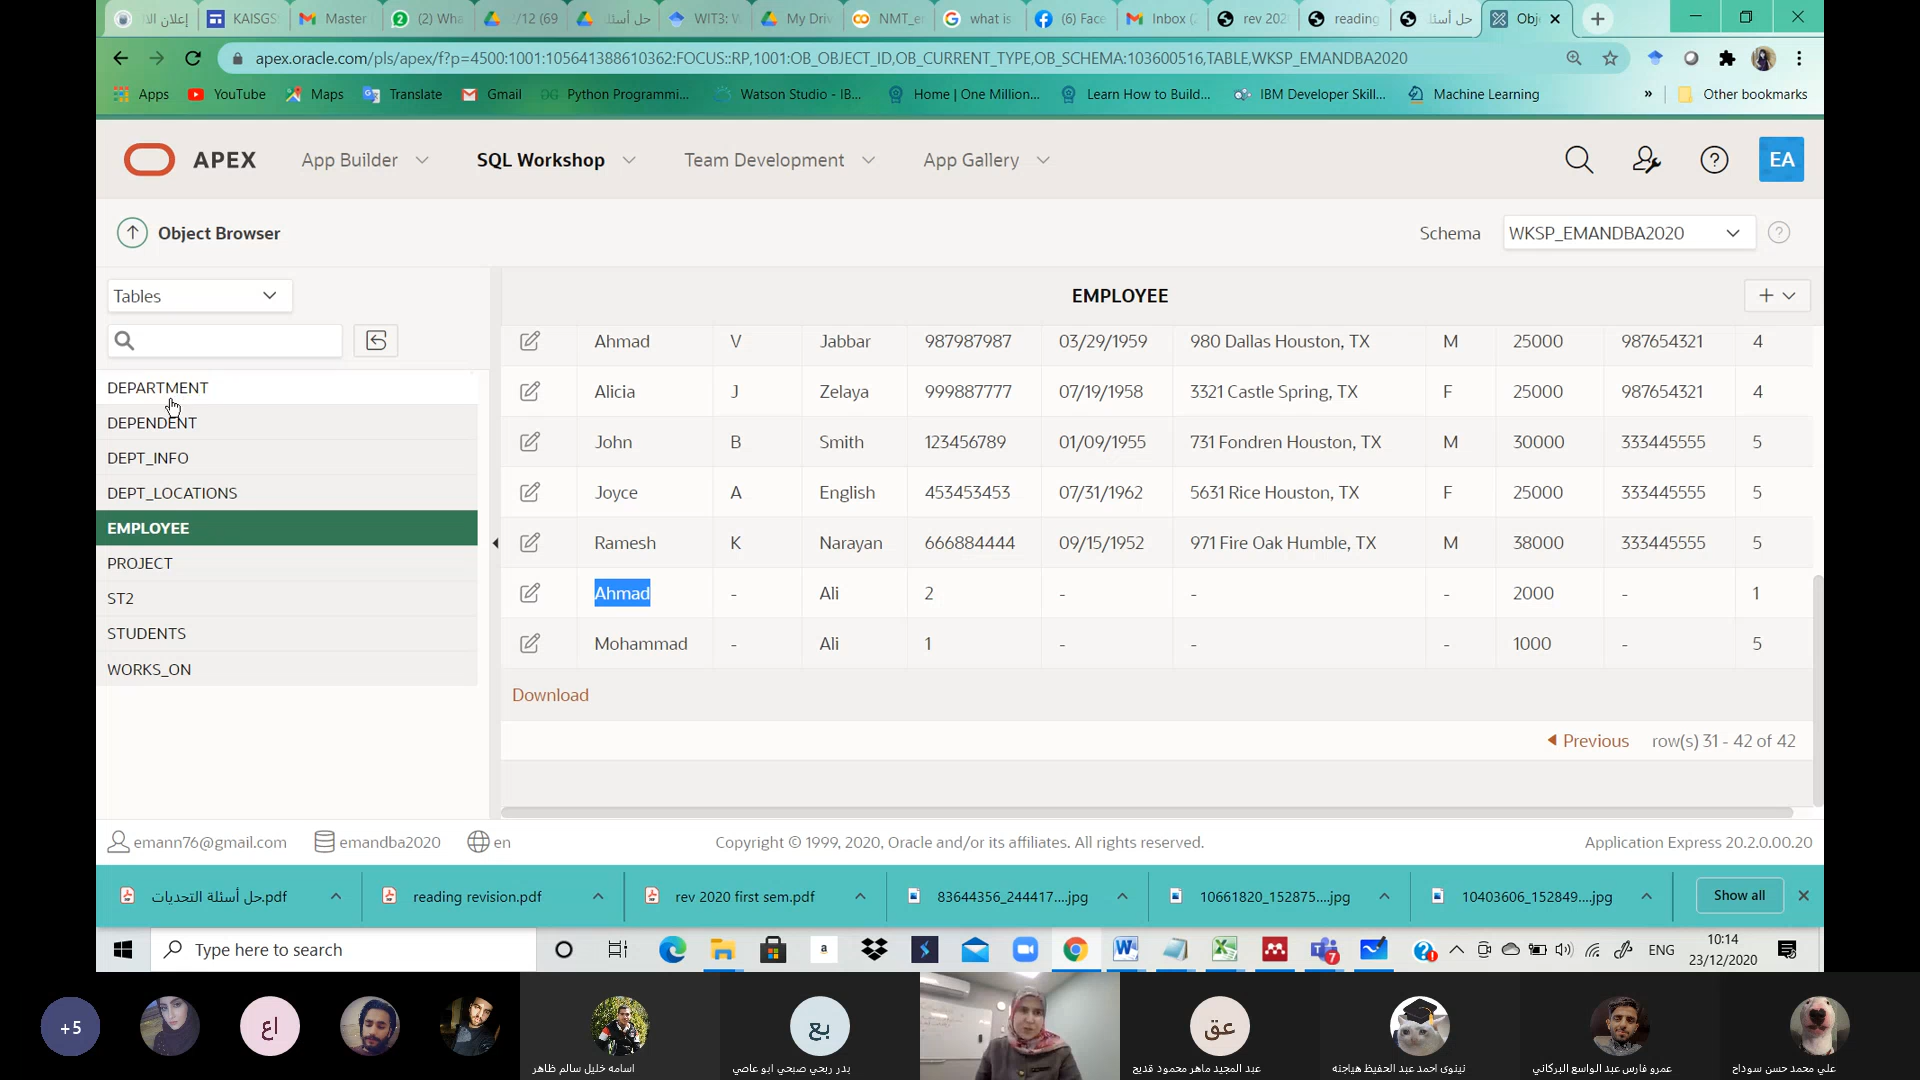 إعلان الا
KAISGS
Master
(2) Wha
12/ (69
حل أسئلة
WIT3: W
My Driv
NMT_e
what is
(6) Face
Inbox (2
rev 202
reading
حل أسئلة
Obje
apex.oracle.com/pls/apex/f?p=4500:1001:105641388610362:FOCUS::RP,1001:OB_OBJECT_ID,OB_CURRENT_TYPE,OB_SCHEMA:103600516,TABLE,WKSP_EMANDBA2020
Apps YouTube Maps Translate Gmail Python Programmi... Watson Studio - IB... Home | One Million... Learn How to Build... IBM Developer Skill... Machine Learning » Other bookmarks
APEX App Builder SQL Workshop Team Development App Gallery EA
Object Browser
Schema WKSP_EMANDBA2020
Tables
DEPARTMENT
DEPENDENT
DEPT_INFO
DEPT_LOCATIONS
EMPLOYEE
PROJECT
ST2
STUDENTS
WORKS_ON
EMPLOYEE
Ahmad V Jabbar 987987987 03/29/1959 980 Dallas Houston, TX M 25000 987654321 4
Alicia J Zelaya 999887777 07/19/1958 3321 Castle Spring, TX F 25000 987654321 4
John B Smith 123456789 01/09/1955 731 Fondren Houston, TX M 30000 333445555 5
Joyce A English 453453453 07/31/1962 5631 Rice Houston, TX F 25000 333445555 5
Ramesh K Narayan 666884444 09/15/1952 971 Fire Oak Humble, TX M 38000 333445555 5
Ahmad - Ali 2 - - - 2000 - 1
Mohammad - Ali 1 - - - 1000 - 5
Download
Previous row(s) 31 - 42 of 42
emann76@gmail.com emandba2020 en Copyright © 1999, 2020, Oracle and/or its affiliates. All rights reserved. Application Express 20.2.0.00.20
حل أسئلة التحديات.pdf
reading revision.pdf
rev 2020 first sem.pdf
83644356_244417....jpg
10661820_152875....jpg
10403606_152849....jpg
Show all
Type here to search
a
7
ENG
10:14
23/12/2020
+5
اع
بع
عق
اسامه خليل سالم ظاهر
بدر ربحي صبحي ابو عاصي
عبد المجيد ماهر محمود قديح
نينوى احمد عبد الحفيظ هياجنه
عمرو فارس عبد الواسع البركاني
علي محمد حسن سوداح